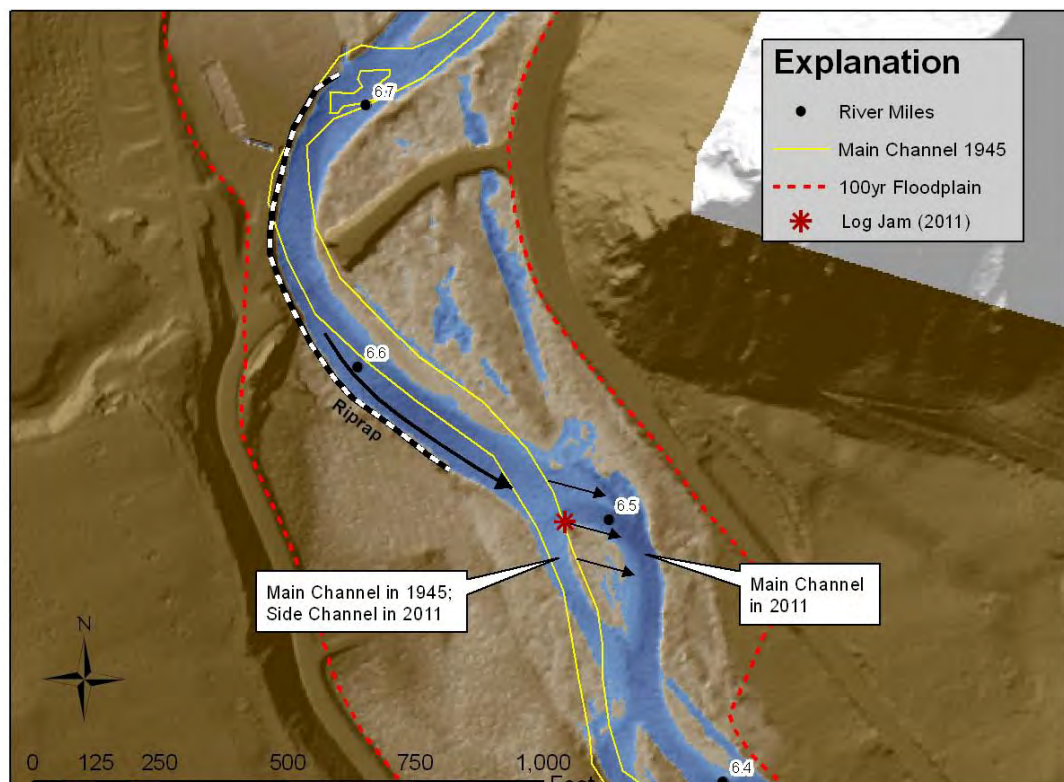 Explanation
River Miles
Main Channel 1945
100yr Floodplain
Log Jam (2011)
6.7
6.6
Riprap
6.5
Main Channel in 1945;
Side Channel in 2011
Main Channel
in 2011
N
6.4
0 125 250 500 750 1,000
Feet